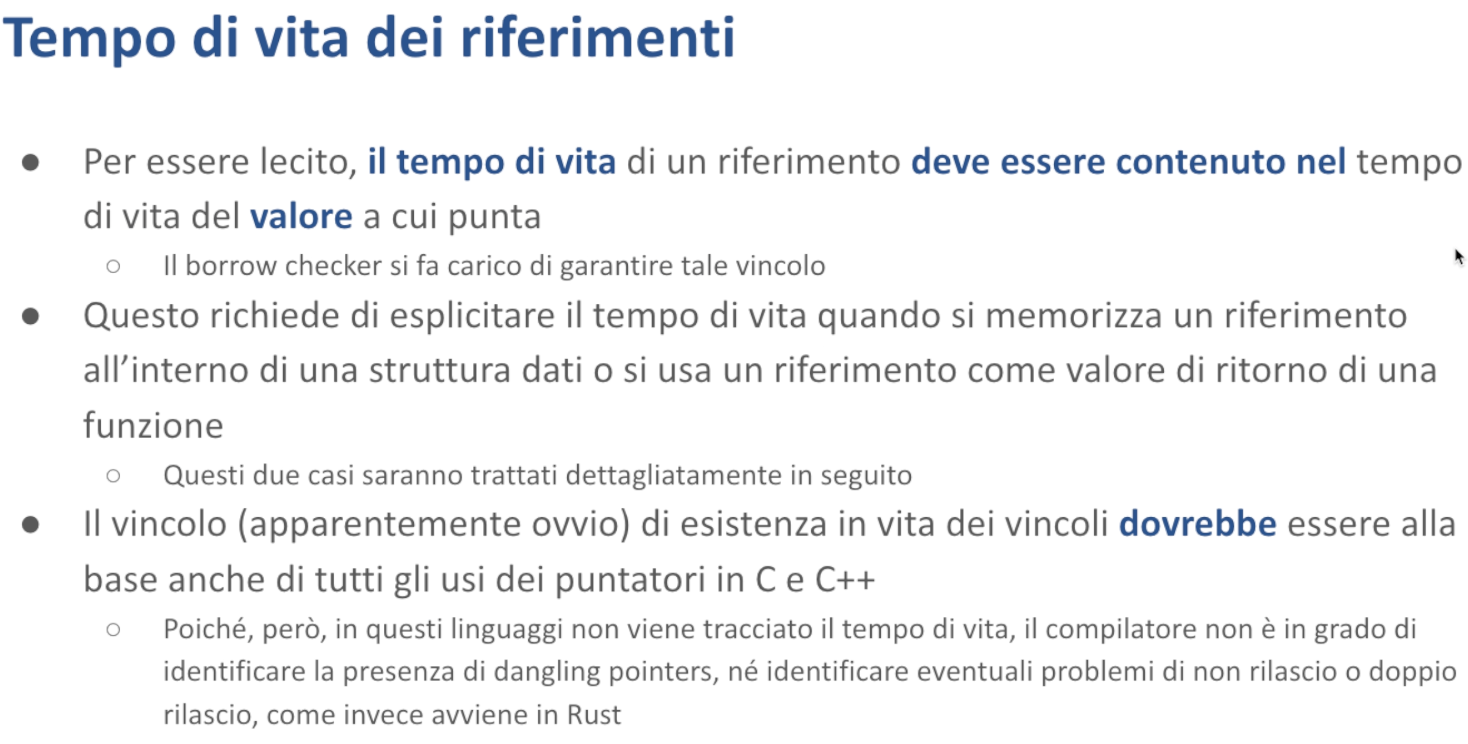 Tempo di vita dei riferimenti
● Per essere lecito, il tempo di vita di un riferimento deve essere contenuto nel tempo
di vita del valore a cui punta
○ Il borrow checker si fa carico di garantire tale vincolo
● Questo richiede di esplicitare il tempo di vita quando si memorizza un riferimento
all’interno di una struttura dati o si usa un riferimento come valore di ritorno di una
funzione
○ Questi due casi saranno trattati dettagliatamente in seguito
● Il vincolo (apparentemente ovvio) di esistenza in vita dei vincoli dovrebbe essere alla
base anche di tutti gli usi dei puntatori in C e C++
○ Poiché, però, in questi linguaggi non viene tracciato il tempo di vita, il compilatore non è in grado di
identificare la presenza di dangling pointers, né identificare eventuali problemi di non rilascio o doppio
rilascio, come invece avviene in Rust